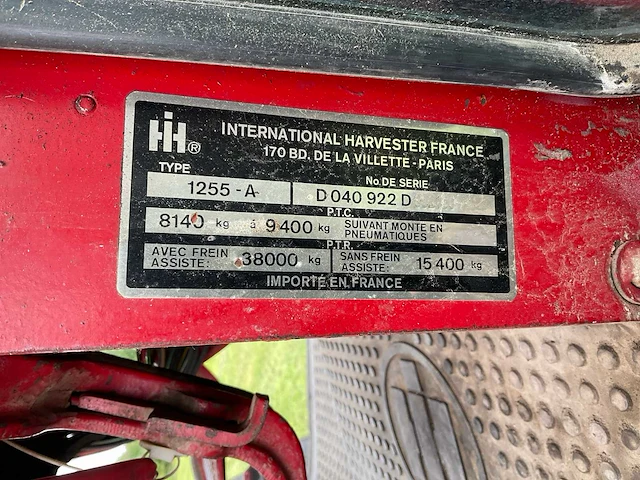 IH® INTERNATIONAL HARVESTER FRANCE
170 BD. DE LA VILLETTE - PARIS
TYPE No. DE SERIE
1255 - A D 040 922 D
P.T.C.
8140 kg à 9400 kg SUIVANT MONTE EN PNEUMATIQUES
P.T.R.
AVEC FREIN ASSISTE: 38000 kg SANS FREIN ASSISTE: 15400 kg
IMPORTÉ EN FRANCE